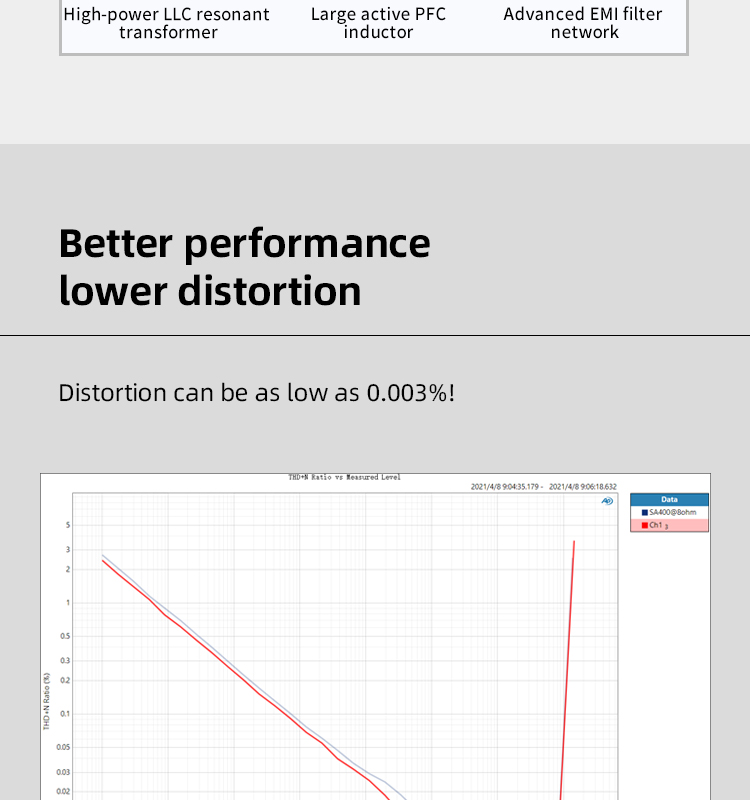 High-power LLC resonant
transformer
Large active PFC
inductor
Advanced EMI filter
network
Better performance
lower distortion
Distortion can be as low as 0.003%!
THD+N Ratio vs Measured Level
2021/4/8 9:04:35.179 - 2021/4/8 9:06:18.632
Data
SA400@8ohm
Ch1 3
THD+N Ratio (%)
5
3
2
1
0.5
0.3
0.2
0.1
0.05
0.03
0.02